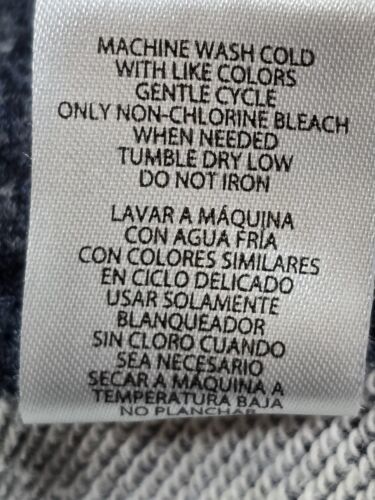 MACHINE WASH COLD
WITH LIKE COLORS
GENTLE CYCLE
ONLY NON-CHLORINE BLEACH
WHEN NEEDED
TUMBLE DRY LOW
DO NOT IRON
LAVAR A MÁQUINA
CON AGUA FRÍA
CON COLORES SIMILARES
EN CICLO DELICADO
USAR SOLAMENTE
BLANQUEADOR
SIN CLORO CUANDO
SEA NECESARIO
SECAR A MÁQUINA A
TEMPERATURA BAJA
NO PLANCHAR